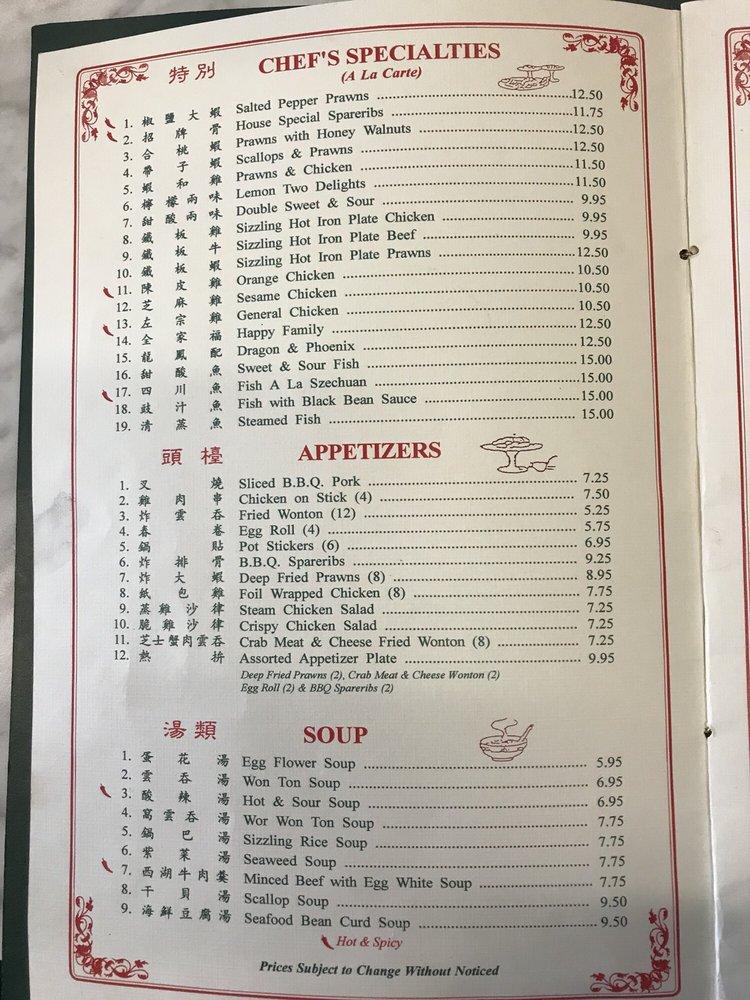 特別 CHEF'S SPECIALTIES
(A La Carte)
1. 椒鹽大蝦 Salted Pepper Prawns 12.50
2. 招牌骨 House Special Spareribs 11.75
3. 合桃蝦 Prawns with Honey Walnuts 12.50
4. 帶子蝦 Scallops & Prawns 12.50
5. 蝦和雞 Prawns & Chicken 11.50
6. 檸檬兩味 Lemon Two Delights 11.50
7. 甜酸兩味 Double Sweet & Sour 9.95
8. 鐵板雞 Sizzling Hot Iron Plate Chicken 9.95
9. 鐵板牛 Sizzling Hot Iron Plate Beef 9.95
10. 鐵板蝦 Sizzling Hot Iron Plate Prawns 12.50
11. 陳皮雞 Orange Chicken 10.50
12. 芝麻雞 Sesame Chicken 10.50
13. 左宗雞 General Chicken 10.50
14. 全家福 Happy Family 12.50
15. 龍鳳配 Dragon & Phoenix 12.50
16. 甜酸魚 Sweet & Sour Fish 15.00
17. 四川魚 Fish A La Szechuan 15.00
18. 豉汁魚 Fish with Black Bean Sauce 15.00
19. 清蒸魚 Steamed Fish 15.00
頭檯 APPETIZERS
1. 叉燒 Sliced B.B.Q. Pork 7.25
2. 雞肉串 Chicken on Stick (4) 7.50
3. 炸雲吞 Fried Wonton (12) 5.25
4. 春卷 Egg Roll (4) 5.75
5. 鍋貼 Pot Stickers (6) 6.95
6. 炸排骨 B.B.Q. Spareribs 9.25
7. 炸大蝦 Deep Fried Prawns (8) 8.95
8. 紙包雞 Foil Wrapped Chicken (8) 7.75
9. 蒸雞沙律 Steam Chicken Salad 7.25
10. 脆雞沙律 Crispy Chicken Salad 7.25
11. 芝士蟹肉雲吞 Crab Meat & Cheese Fried Wonton (8) 7.25
12. 熱拚 Assorted Appetizer Plate 9.95
Deep Fried Prawns (2), Crab Meat & Cheese Wonton (2)
Egg Roll (2) & BBQ Spareribs (2)
湯類 SOUP
1. 蛋花湯 Egg Flower Soup 5.95
2. 雲吞湯 Won Ton Soup 6.95
3. 酸辣湯 Hot & Sour Soup 6.95
4. 窩雲吞湯 Wor Won Ton Soup 7.75
5. 鍋巴湯 Sizzling Rice Soup 7.75
6. 紫菜湯 Seaweed Soup 7.75
7. 西湖牛肉羹 Minced Beef with Egg White Soup 7.75
8. 干貝湯 Scallop Soup 9.50
9. 海鮮豆腐湯 Seafood Bean Curd Soup 9.50
Hot & Spicy
Prices Subject to Change Without Noticed